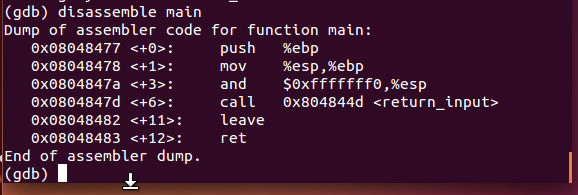 (gdb) disassemble main
Dump of assembler code for function main:
   0x08048477 <+0>:     push   %ebp
   0x08048478 <+1>:     mov    %esp,%ebp
   0x0804847a <+3>:     and    $0xfffffff0,%esp
   0x0804847d <+6>:     call   0x804844d <return_input>
   0x08048482 <+11>:    leave
   0x08048483 <+12>:    ret
End of assembler dump.
(gdb)